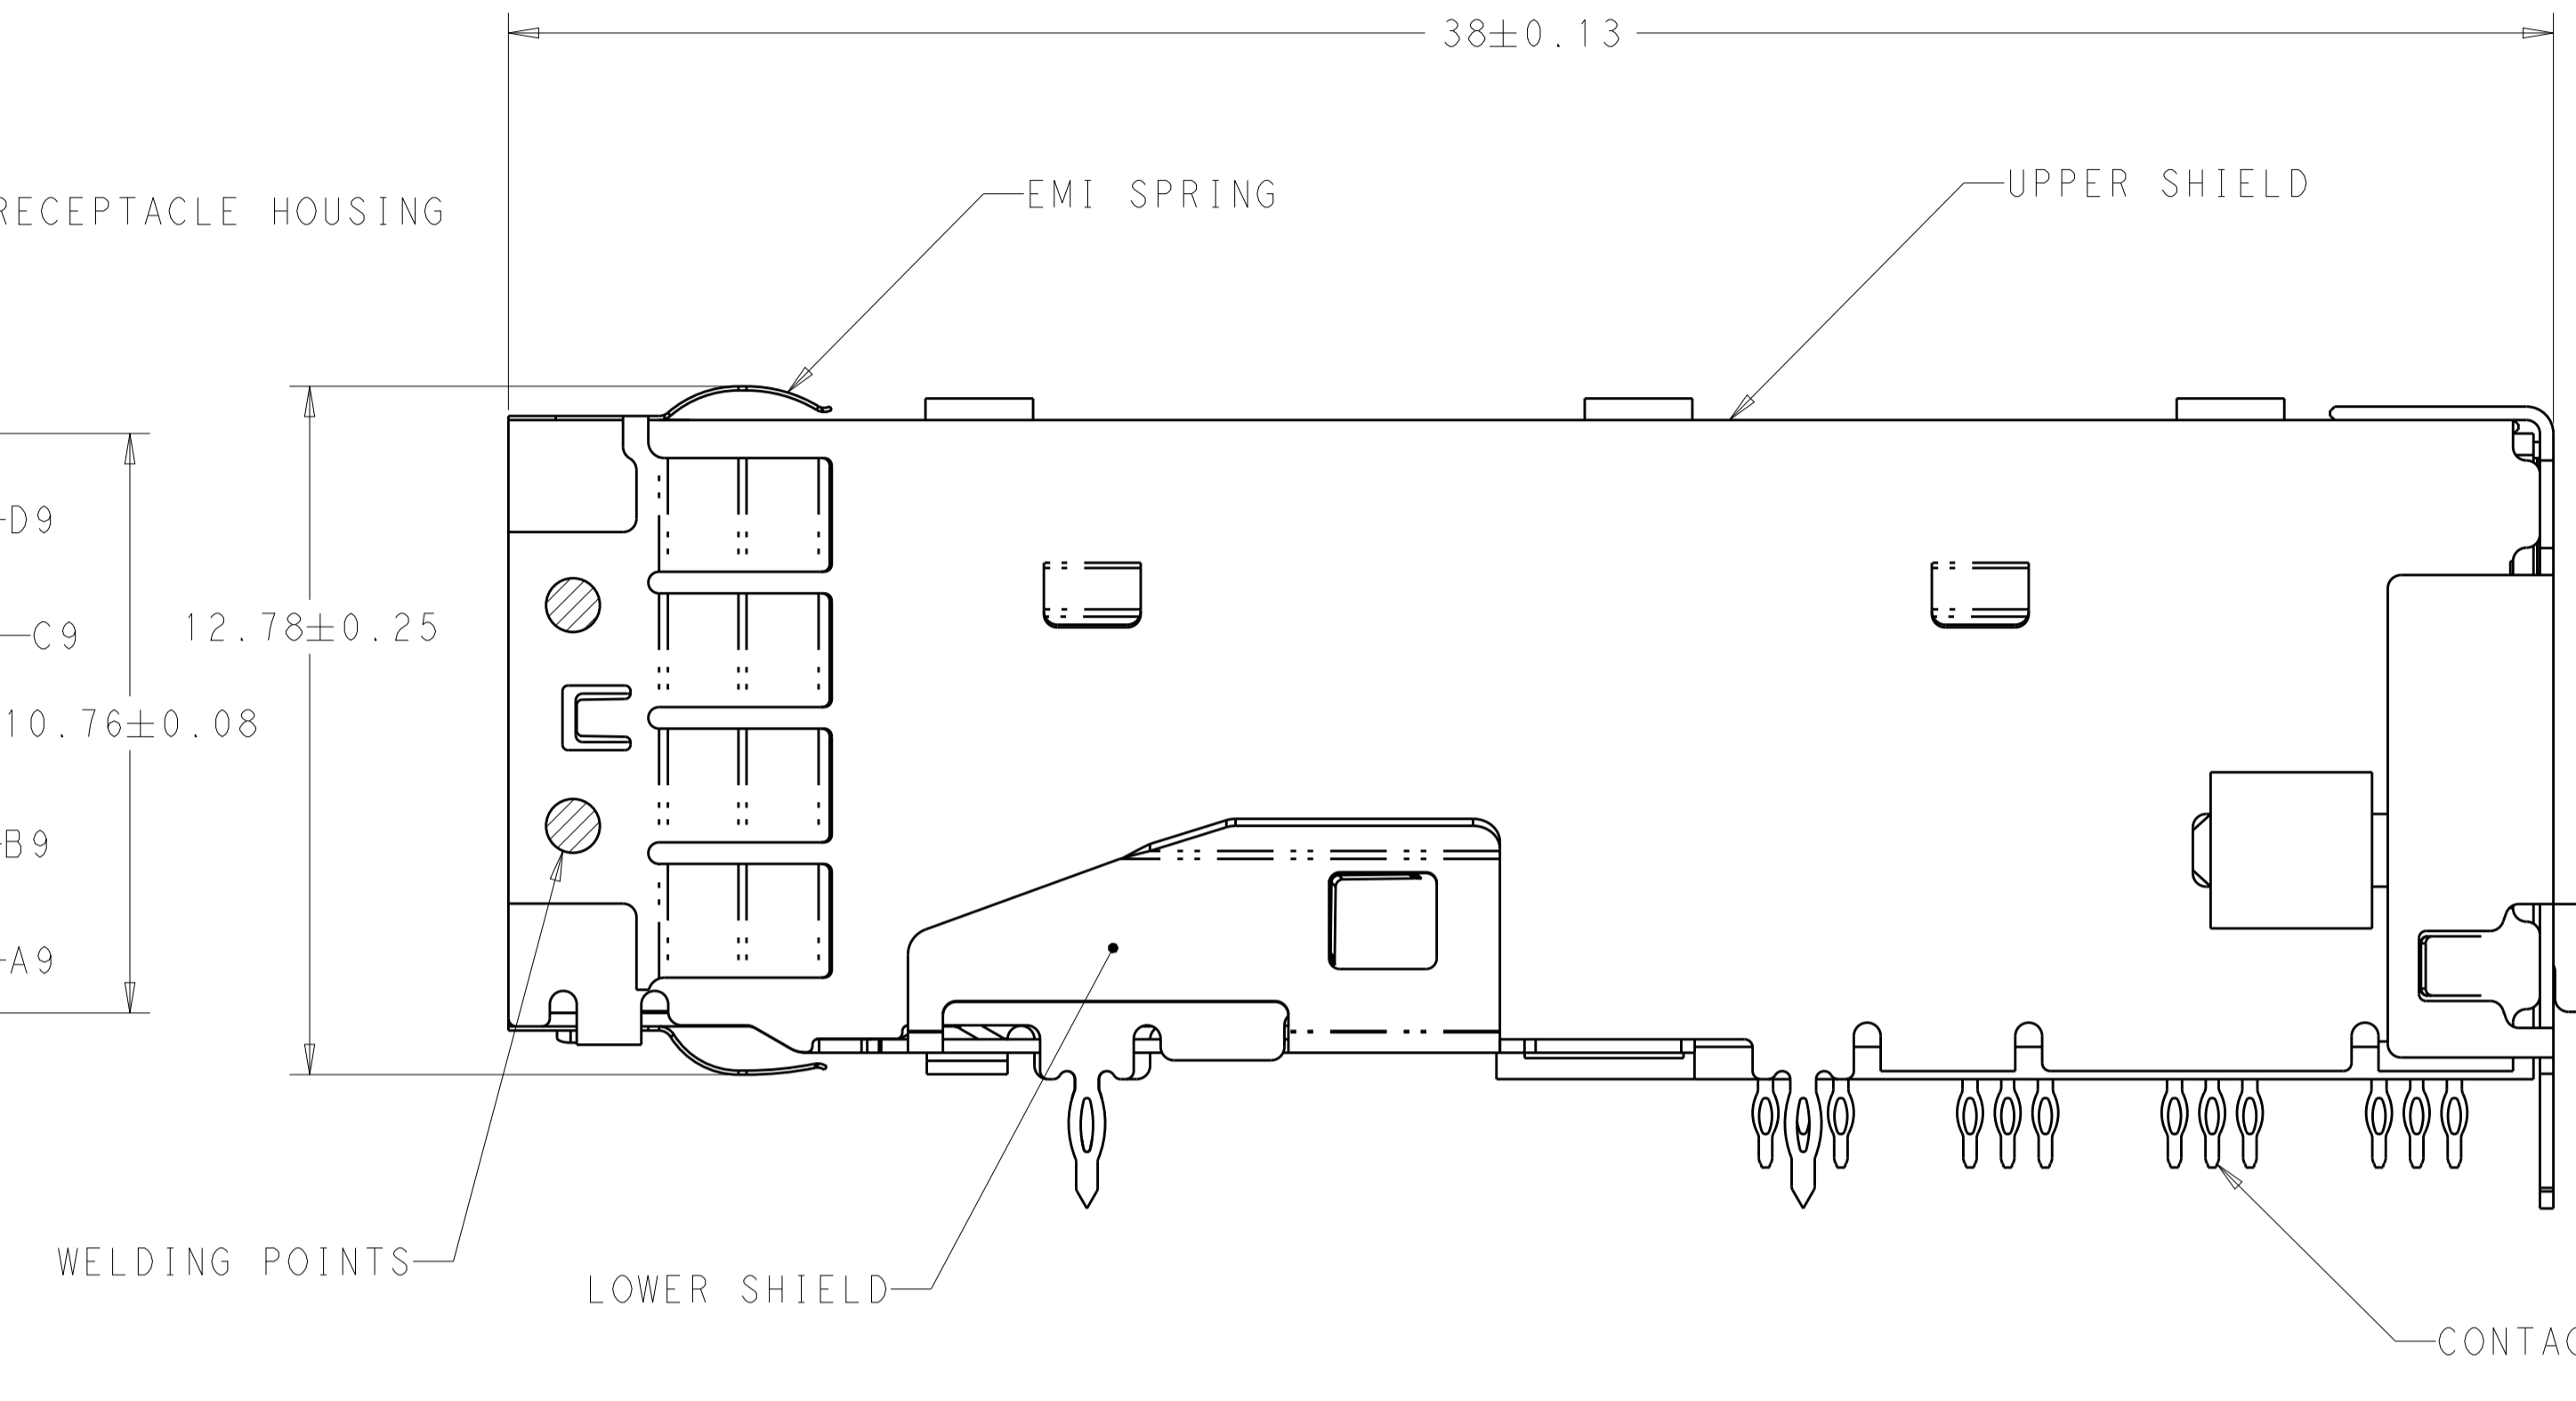 38±0.13
EMI SPRING
UPPER SHIELD
RECEPTACLE HOUSING
D9
12.78±0.25
C9
10.76±0.08
B9
A9
WELDING POINTS
LOWER SHIELD